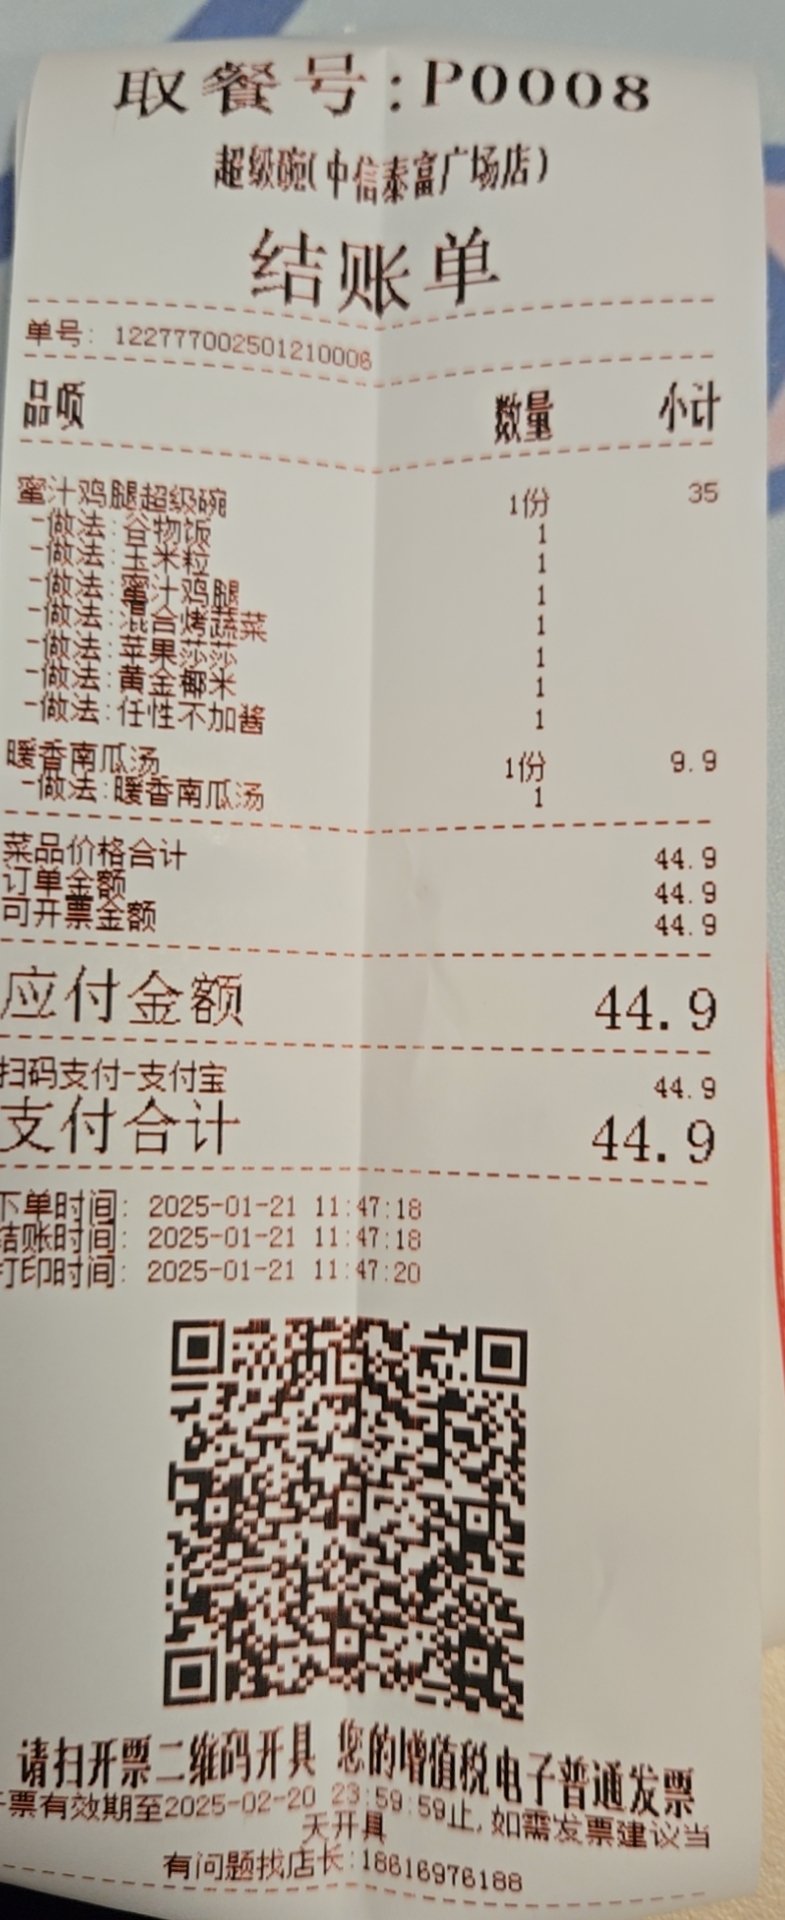 取餐号:P0008
超级碗(中信泰富广场店)
结账单
单号: 122777002501210008
品项 数量 小计
蜜汁鸡腿超级碗 1份 35
-做法:谷物饭 1
-做法:玉米粒 1
-做法:蜜汁鸡腿 1
-做法:混合烤蔬菜 1
-做法:苹果莎莎 1
-做法:黄金椰米 1
-做法:任性不加酱 1
暖香南瓜汤 1份 9.9
-做法:暖香南瓜汤 1
菜品价格合计 44.9
订单金额 44.9
可开票金额 44.9
应付金额 44.9
扫码支付-支付宝 44.9
支付合计 44.9
下单时间: 2025-01-21 11:47:18
结账时间: 2025-01-21 11:47:18
打印时间: 2025-01-21 11:47:20
请扫开票二维码开具 您的增值税电子普通发票
开票有效期至2025-02-20 23:59:59止,如需发票建议当
天开具
有问题找店长:18616976188